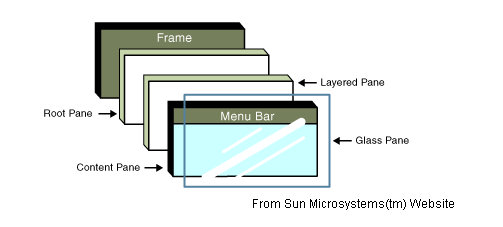 Frame
Layered Pane
Root Pane
Menu Bar
Glass Pane
Content Pane
From Sun Microsystems(tm) Website